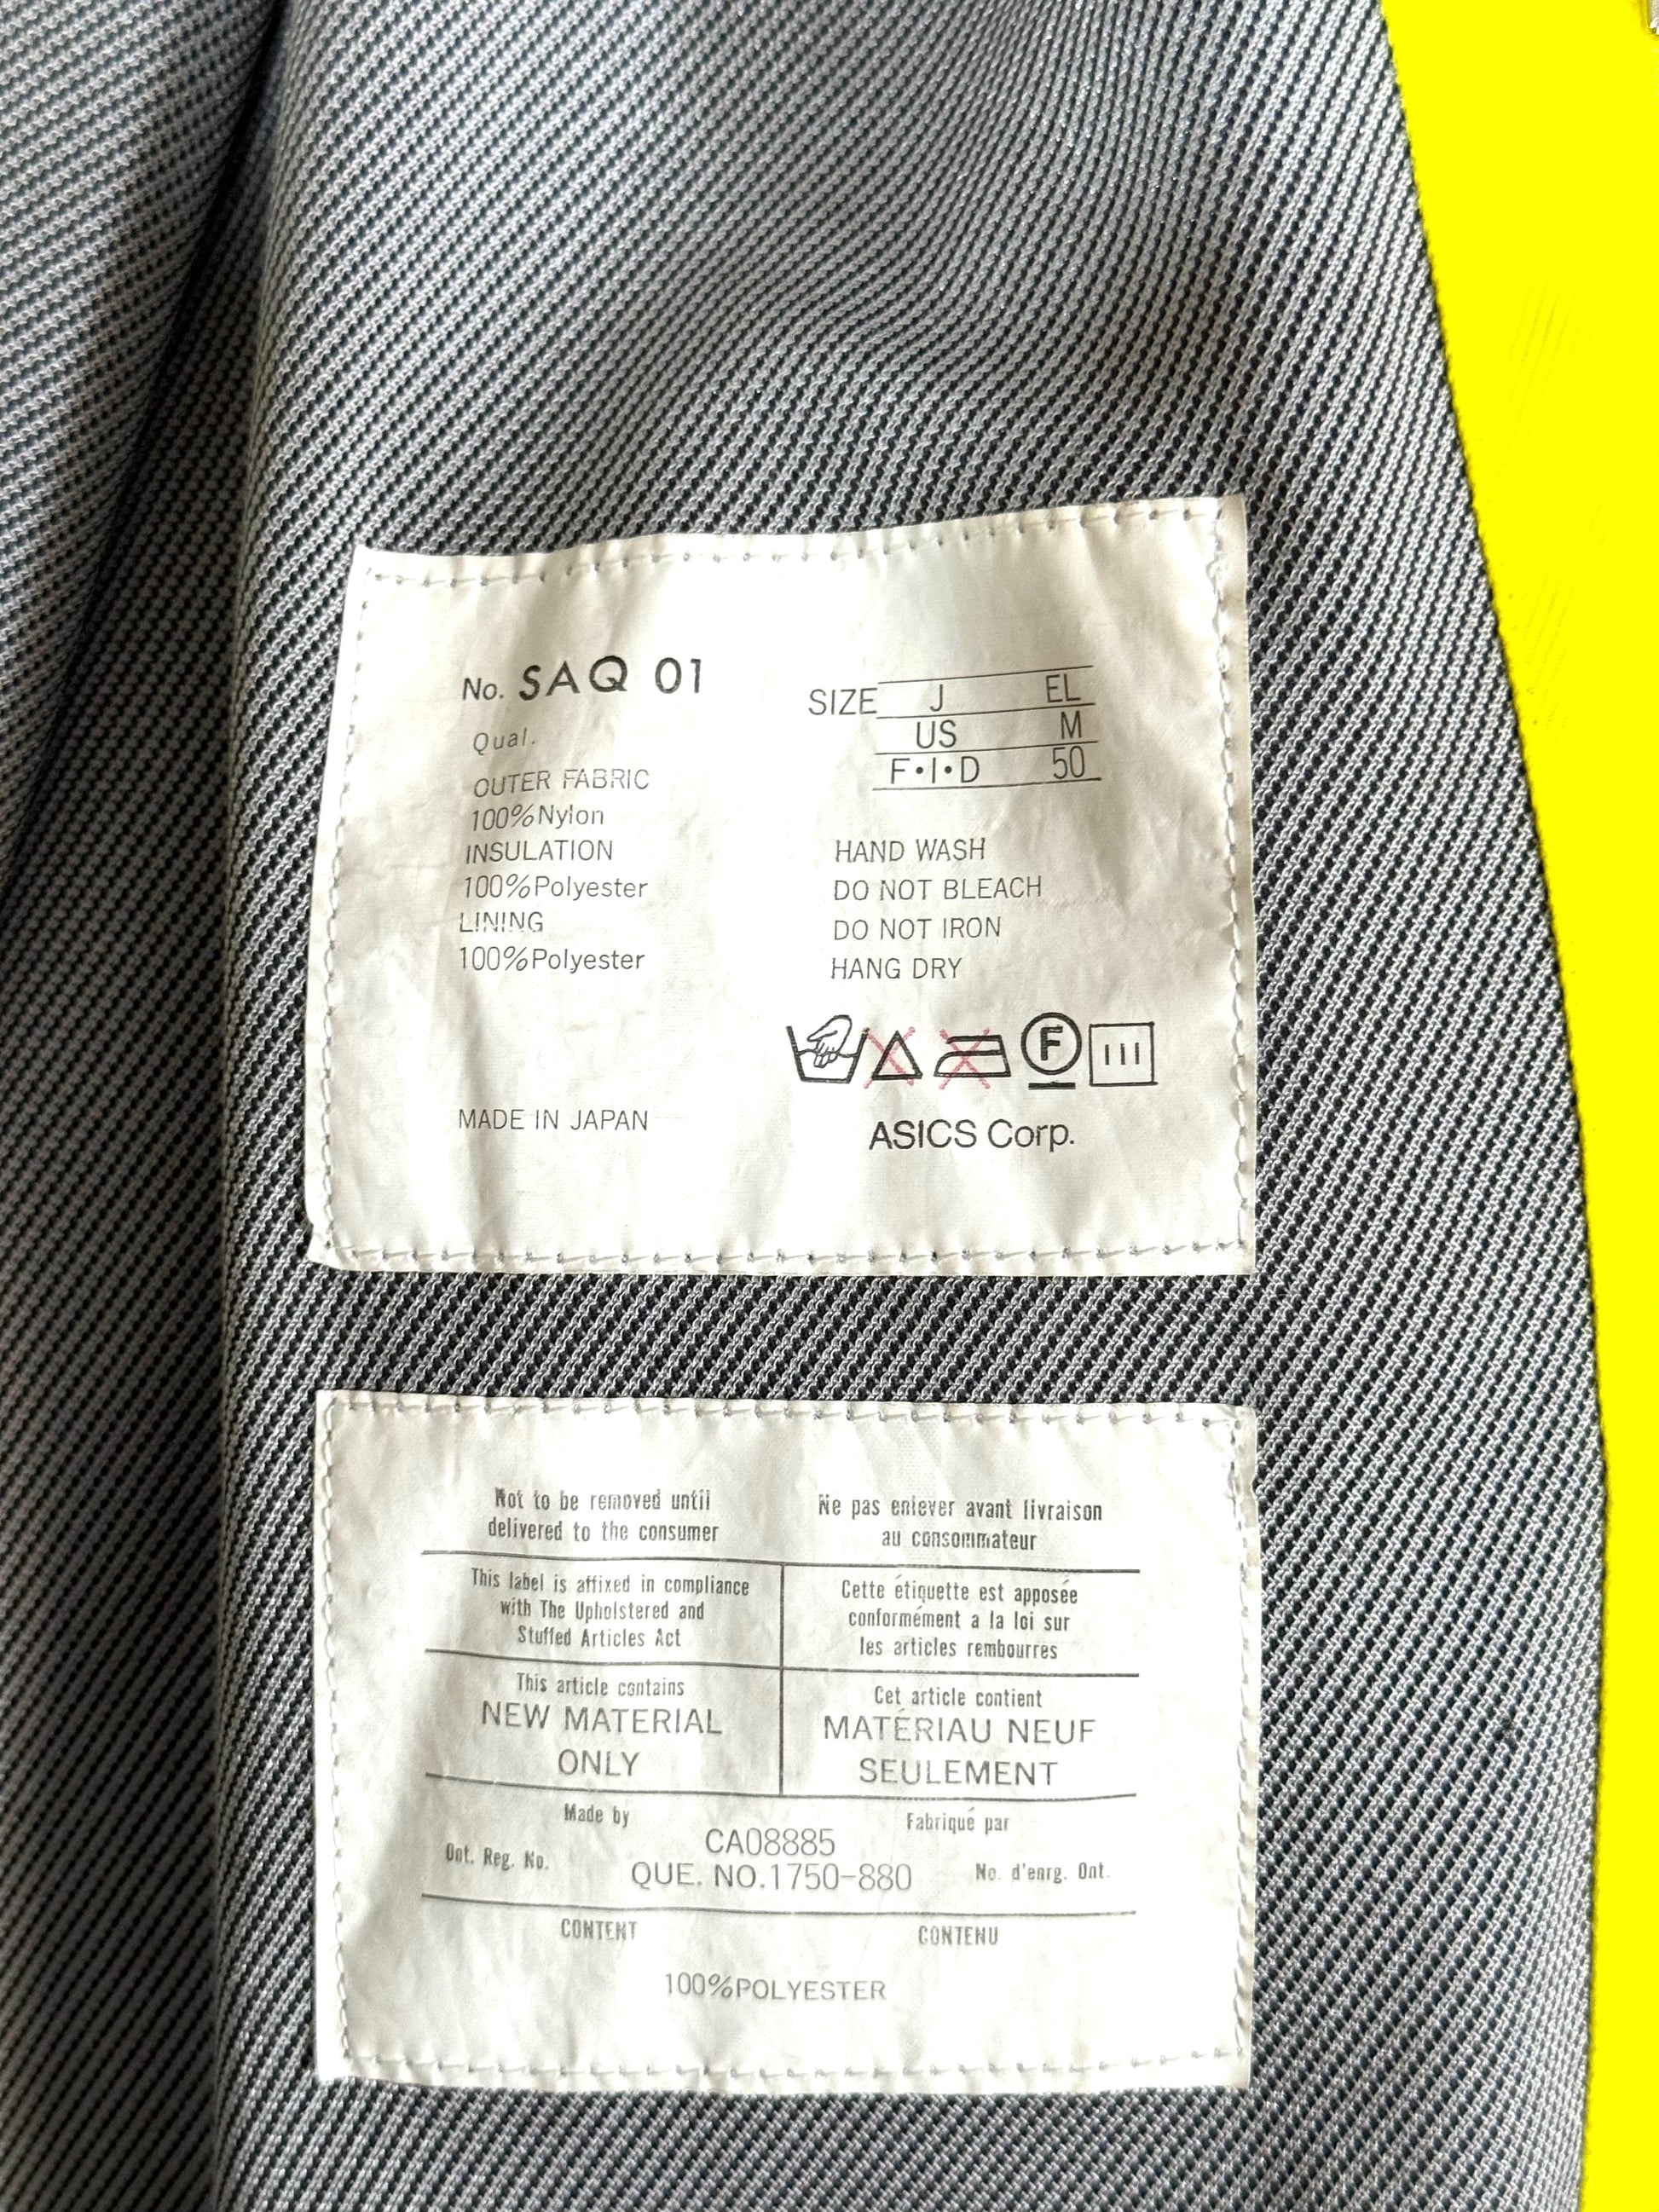 No. SAQ 01
Qual.
OUTER FABRIC
100%Nylon
INSULATION
100%Polyester
LINING
100%Polyester
MADE IN JAPAN
SIZE J EL
US M
F•I•D 50
HAND WASH
DO NOT BLEACH
DO NOT IRON
HANG DRY
F
ASICS Corp.
Not to be removed until
delivered to the consumer
Ne pas enlever avant livraison
au consommateur
This label is affixed in compliance
with The Upholstered and
Stuffed Articles Act
Cette étiquette est apposée
conformément a la loi sur
les articles rembourres
This article contains
NEW MATERIAL
ONLY
Cet article contient
MATÉRIAU NEUF
SEULEMENT
Made by
Fabriqué par
CA08885
Ont. Reg. No.
QUE. NO.1750-880
No. d'enrg. Ont.
CONTENT
CONTENU
100%POLYESTER